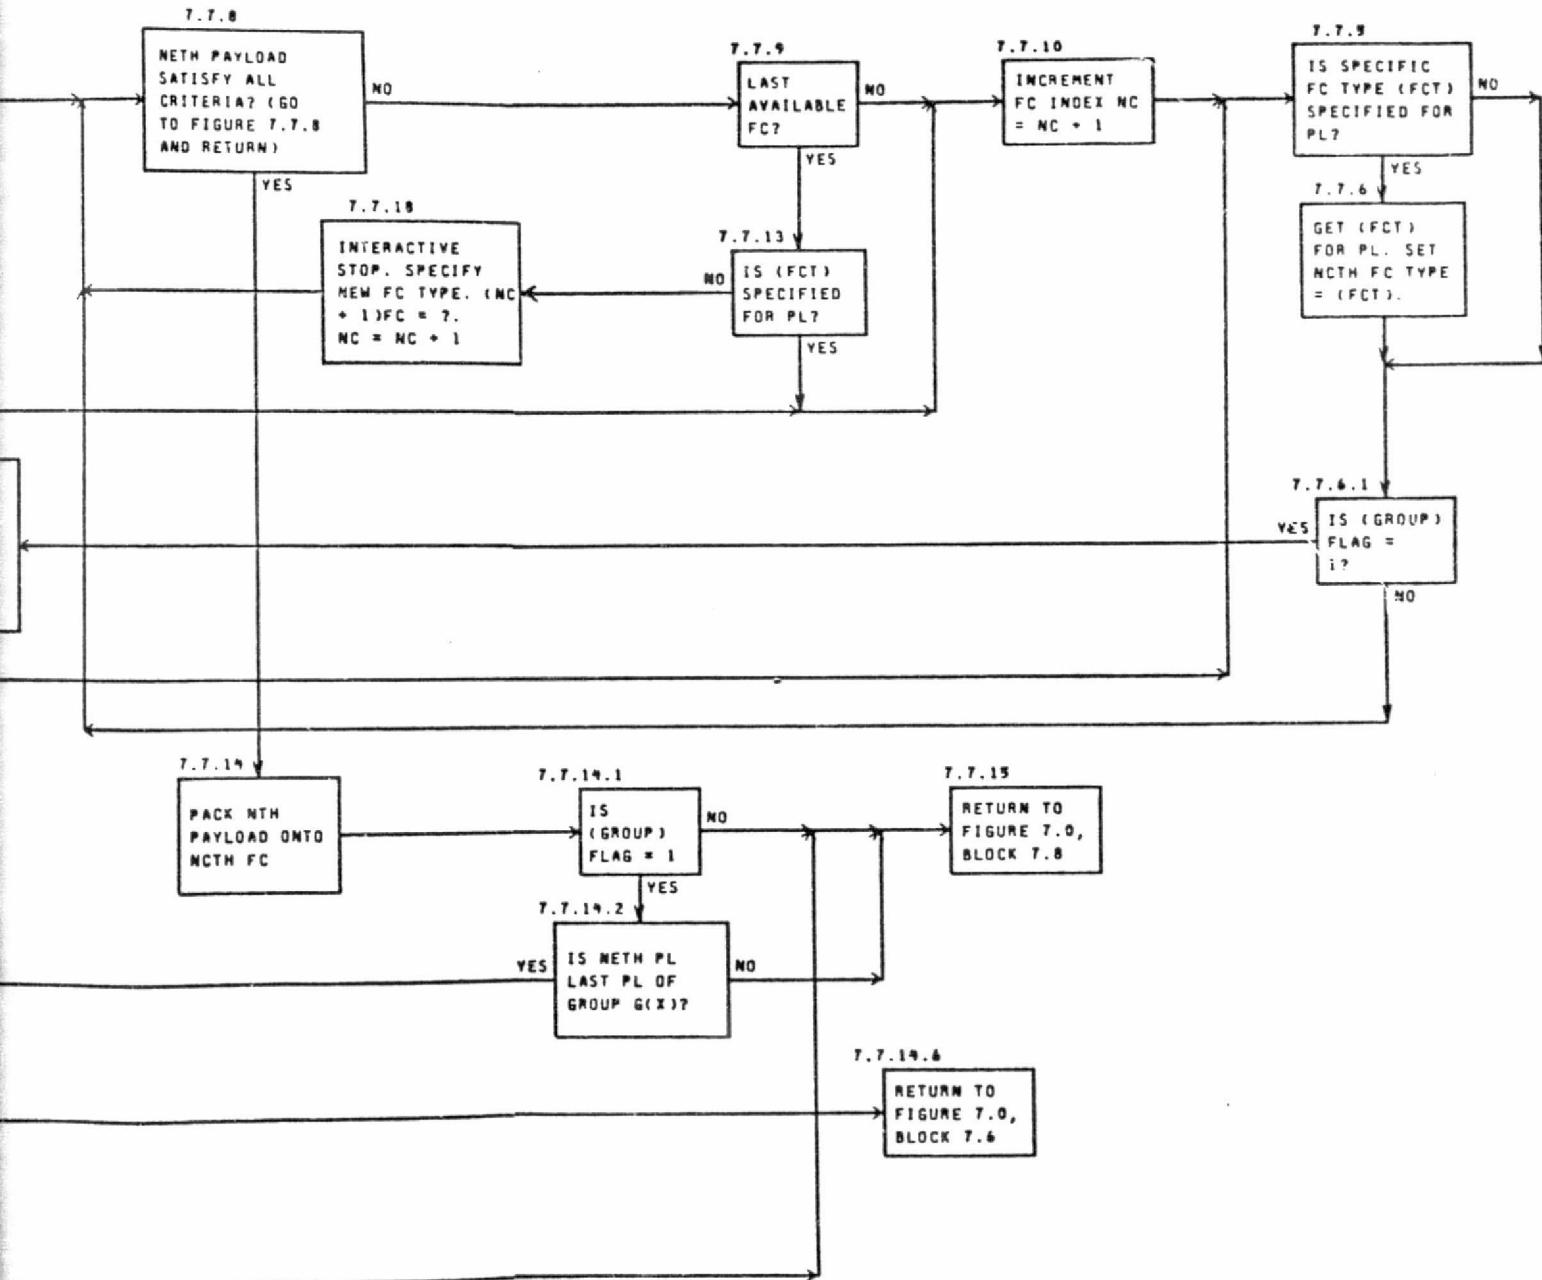 7.7.8
NETH PAYLOAD
SATISFY ALL
CRITERIA? (GO
TO FIGURE 7.7.8
AND RETURN)
NO
YES
7.7.9
LAST
AVAILABLE
FC?
NO
YES
7.7.10
INCREMENT
FC INDEX NC
= NC + 1
7.7.5
IS SPECIFIC
FC TYPE (FCT)
SPECIFIED FOR
PL?
NO
YES
7.7.6
GET (FCT)
FOR PL. SET
NCTH FC TYPE
= (FCT).
7.7.18
INTERACTIVE
STOP. SPECIFY
NEW FC TYPE. (NC
+ 1)FC = ?.
NC = NC + 1
7.7.13
IS (FCT)
SPECIFIED
FOR PL?
NO
YES
7.7.6.1
IS (GROUP)
FLAG =
1?
YES
NO
7.7.14
PACK NTH
PAYLOAD ONTO
NCTH FC
7.7.14.1
IS
(GROUP)
FLAG = 1
NO
YES
7.7.15
RETURN TO
FIGURE 7.0,
BLOCK 7.8
7.7.14.2
IS NETH PL
LAST PL OF
GROUP G(X)?
YES
NO
7.7.14.6
RETURN TO
FIGURE 7.0,
BLOCK 7.6